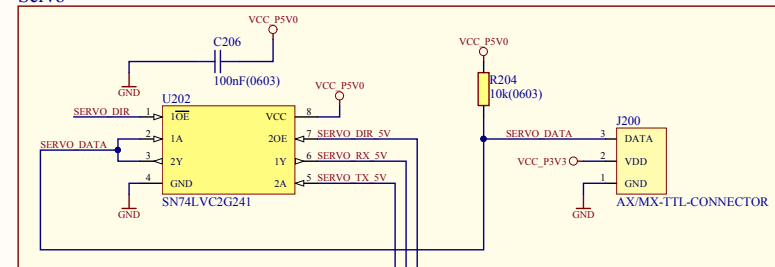 Servo
VCC_P5V0
C206
100nF(0603)
GND
VCC_P5V0
U202
SERVO_DIR 1 1OE VCC 8
2 1A 2OE 7 SERVO_DIR_5V
SERVO_DATA
3 2Y 1Y 6 SERVO_RX_5V
4 GND 2A 5 SERVO_TX_5V
SN74LVC2G241
GND
VCC_P5V0
R204
10k(0603)
J200
SERVO_DATA 3 DATA
VCC_P3V3 2 VDD
1 GND
AX/MX-TTL-CONNECTOR
GND